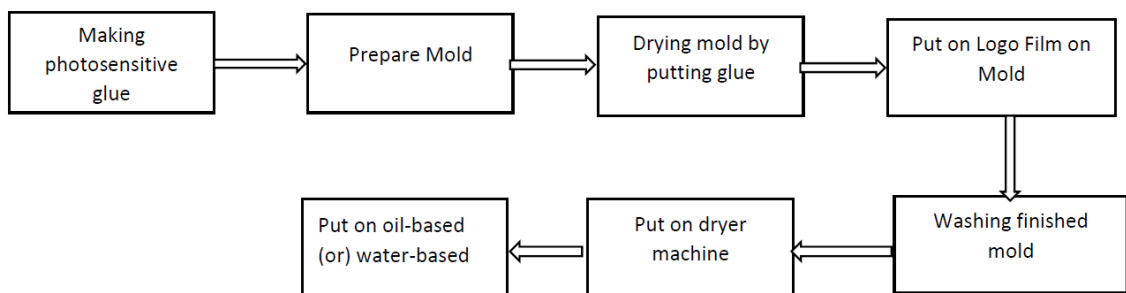 Making
photosensitive
glue
Prepare Mold
Drying mold by
putting glue
Put on Logo Film on
Mold
Washing finished
mold
Put on dryer
machine
Put on oil-based
(or) water-based